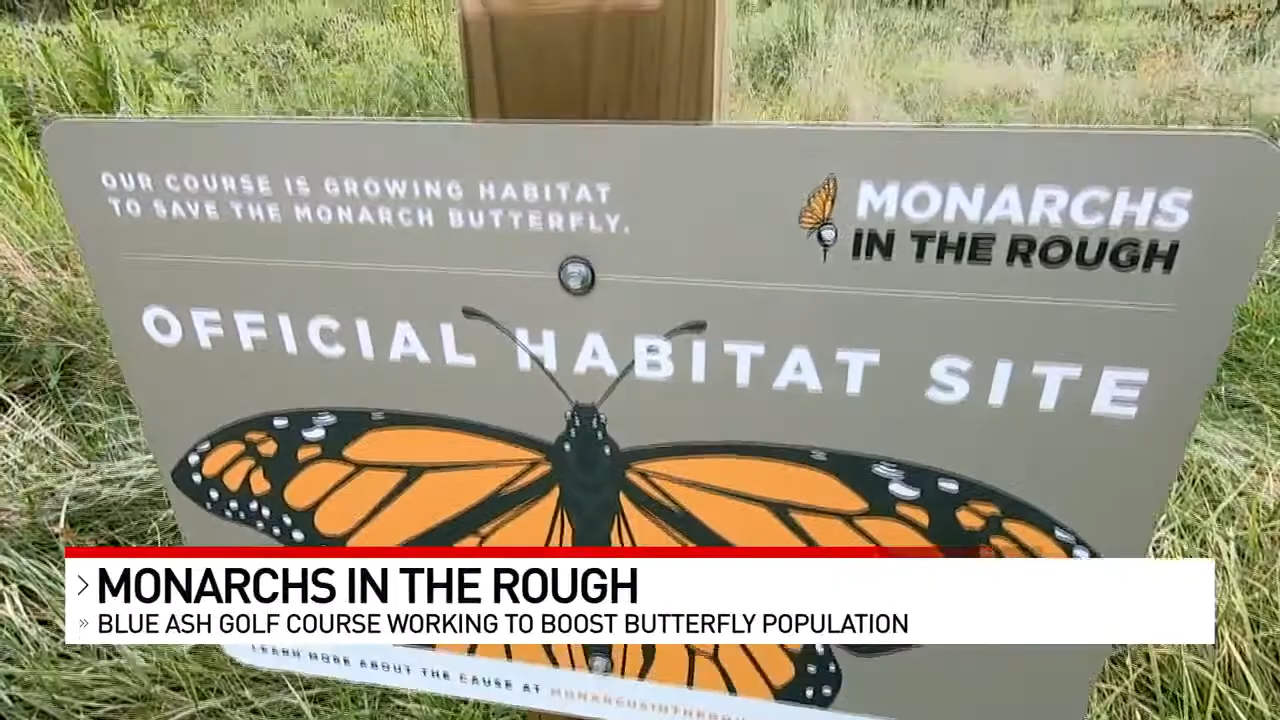 OUR COURSE IS GROWING HABITAT
TO SAVE THE MONARCH BUTTERFLY.
MONARCHS
IN THE ROUGH
OFFICIAL HABITAT SITE
> MONARCHS IN THE ROUGH
» BLUE ASH GOLF COURSE WORKING TO BOOST BUTTERFLY POPULATION
LEARN MORE ABOUT THE CAUSE AT